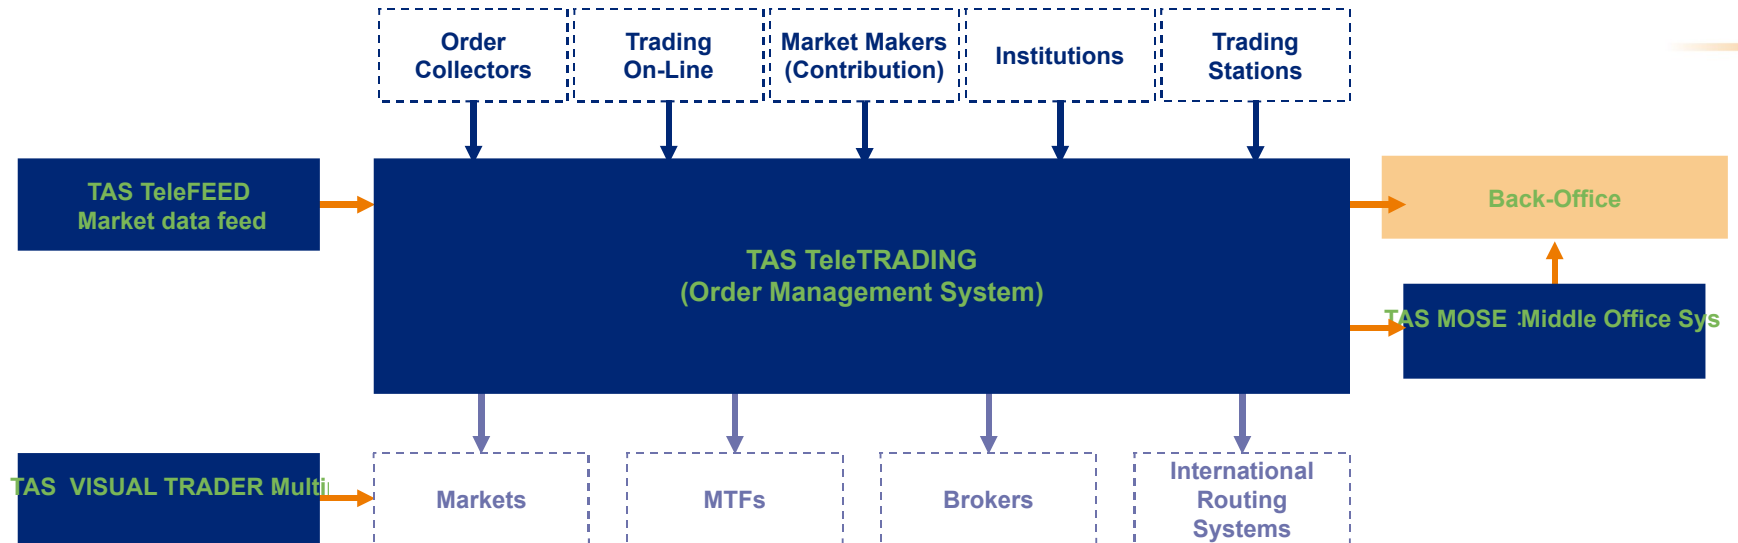 Order
Collectors
Trading
On-Line
Market Makers
(Contribution)
Institutions
Trading
Stations
TAS TeleFEED
Market data feed
Back-Office
TAS TeleTRADING
(Order Management System)
TAS MOSE :Middle Office Sys
TAS VISUAL TRADER Multi
Markets
MTFs
Brokers
International
Routing
Systems